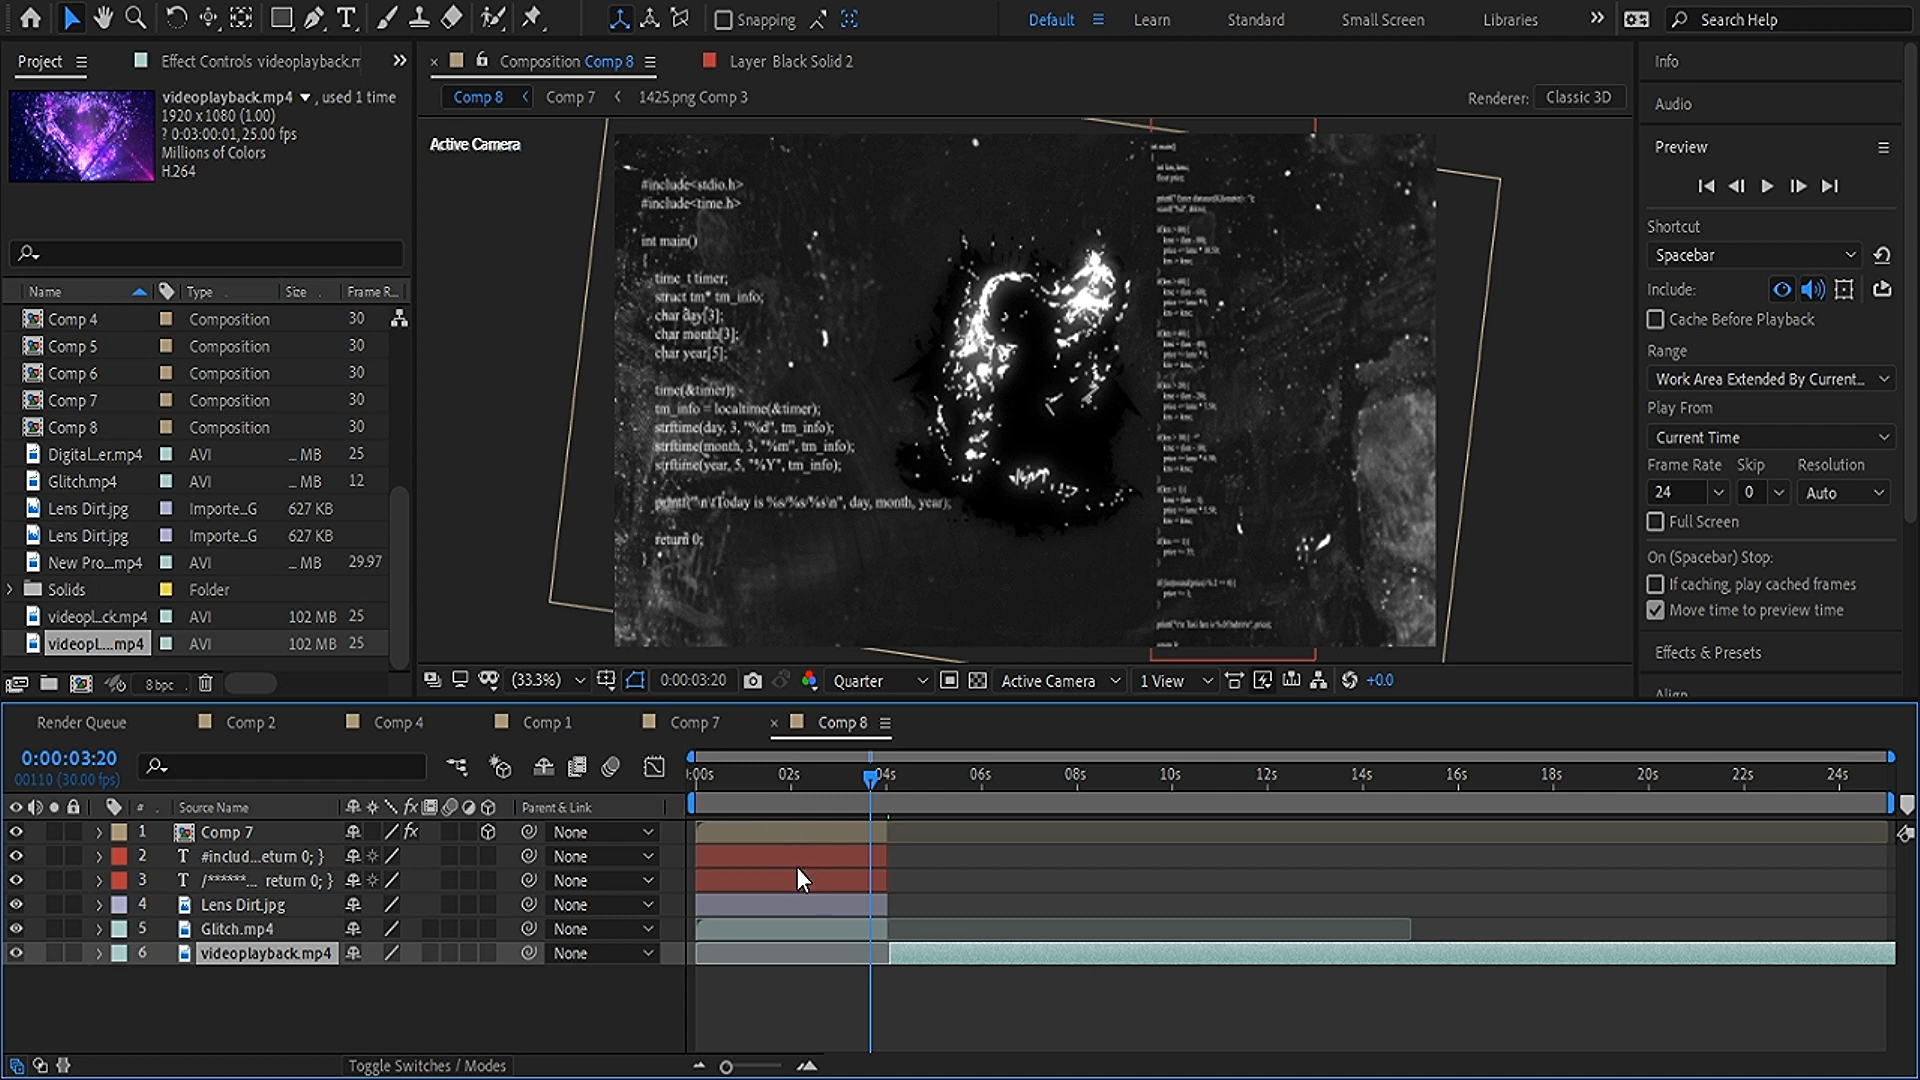 Snapping
Default
Learn
Standard
Small Screen
Libraries
Search Help
Project
Effect Controls videoplayback.m
Composition Comp 8
Layer Black Solid 2
Info
videoplayback.mp4 , used 1 time
1920 x 1080 (1.00)
? 0:03:00:01, 25.00 fps
Millions of Colors
H.264
Comp 8
Comp 7
1425.png Comp 3
Renderer:
Classic 3D
Audio
Active Camera
Preview
#include<stdio.h>
#include<time.h>
int main()
time_t timer;
struct tm* tm_info;
char day[3];
char month[3];
char year[5];
time(&timer);
tm_info = localtime(&timer);
strftime(day, 3, "%d", tm_info);
strftime(month, 3, "%m", tm_info);
strftime(year, 5, "%Y", tm_info);
printf("\n\tToday is %s/%s/%s\n", day, month, year);
return 0;
Shortcut
Spacebar
Include:
Cache Before Playback
Range
Work Area Extended By Current...
Play From
Current Time
Frame Rate
Skip
Resolution
24
0
Auto
Full Screen
On (Spacebar) Stop:
If caching, play cached frames
Move time to preview time
Effects & Presets
Name
Type
Size
Frame R...
Comp 4 Composition 30
Comp 5 Composition 30
Comp 6 Composition 30
Comp 7 Composition 30
Comp 8 Composition 30
Digital...er.mp4 AVI ... MB 25
Glitch.mp4 AVI ... MB 12
Lens Dirt.jpg Importe...G 627 KB
Lens Dirt.jpg Importe...G 627 KB
New Pro...mp4 AVI ... MB 29.97
Solids Folder
videopl...ck.mp4 AVI 102 MB 25
videopl....mp4 AVI 102 MB 25
8 bpc
(33.3%)
0:00:03:20
Quarter
Active Camera
1 View
+0.0
Align
Render Queue
Comp 2
Comp 4
Comp 1
Comp 7
Comp 8
0:00:03:20
00110 (30.00 fps)
):00s 02s 04s 06s 08s 10s 12s 14s 16s 18s 20s 22s 24s
# Source Name fx Parent & Link
1 Comp 7 fx None
2 T #includ...eturn 0; } None
3 T /******... return 0; } None
4 Lens Dirt.jpg None
5 Glitch.mp4 None
6 videoplayback.mp4 None
Toggle Switches / Modes